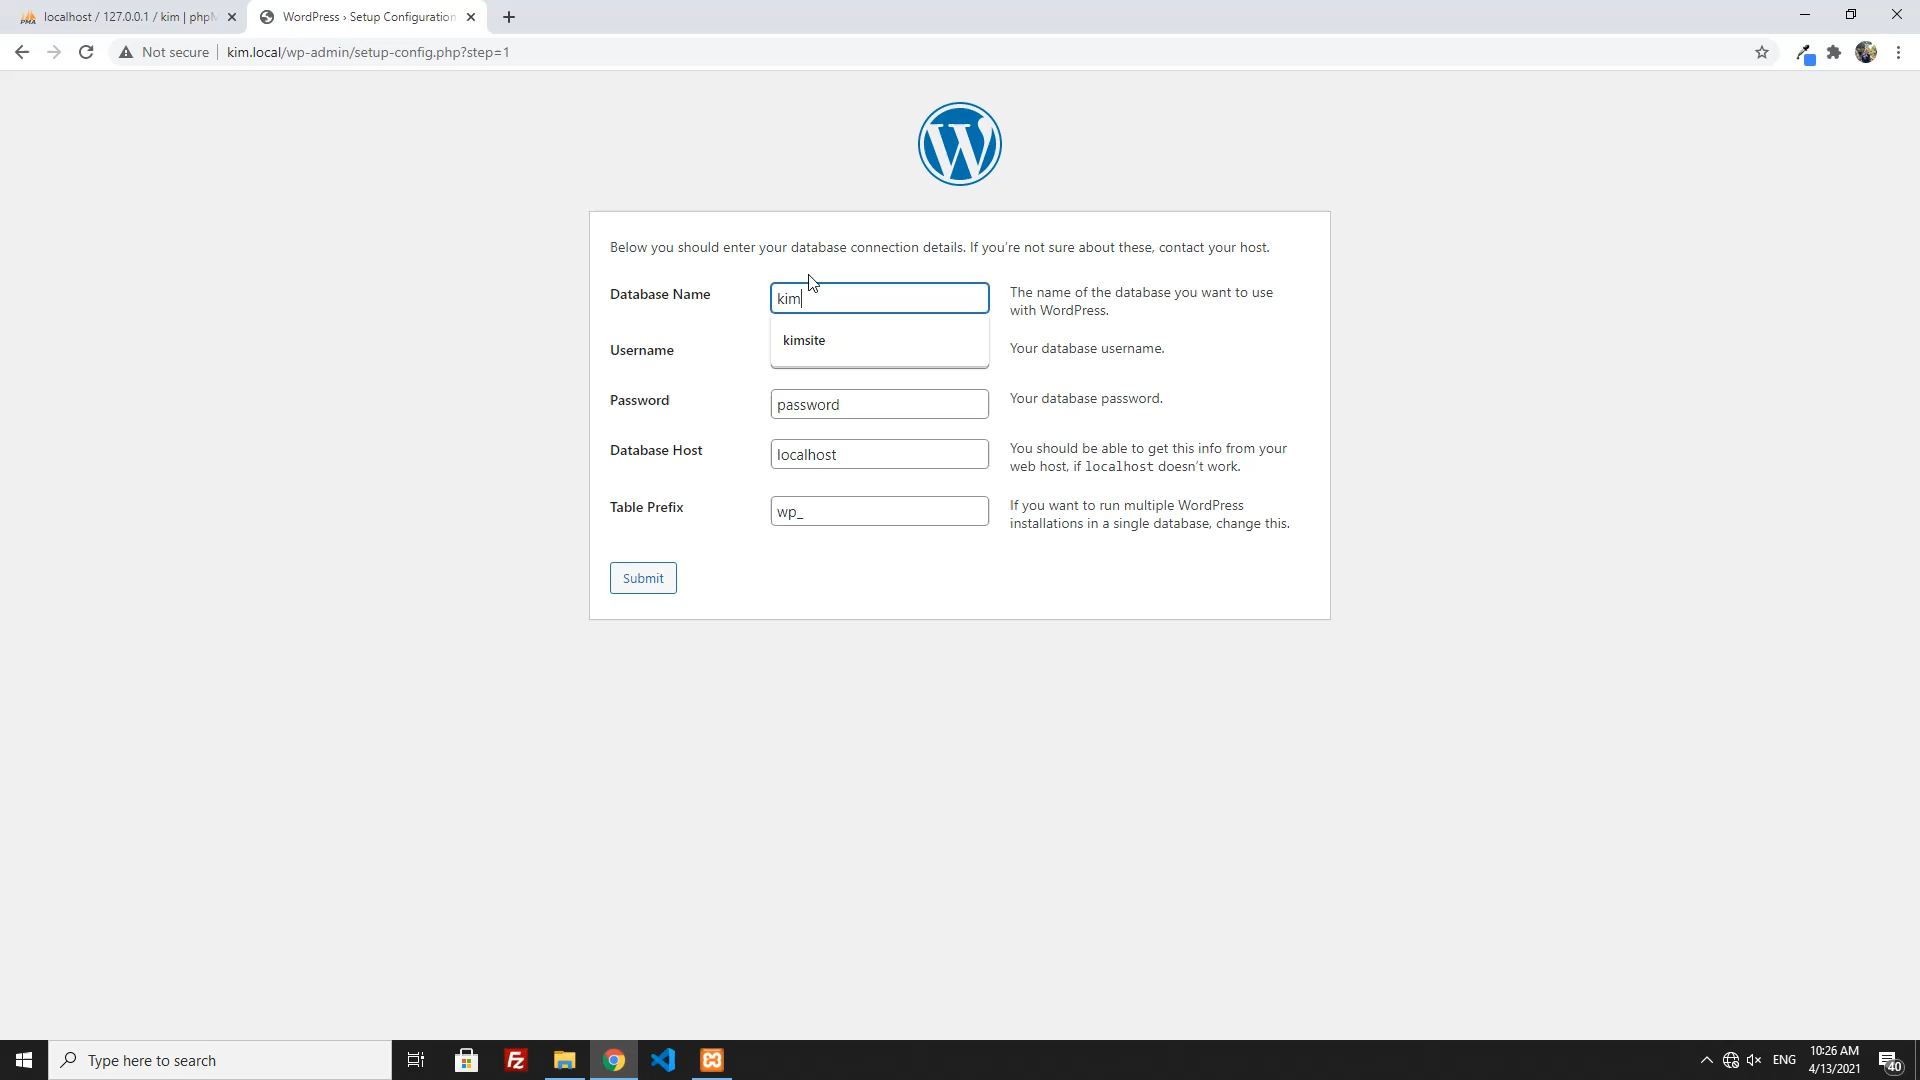 localhost / 127.0.0.1 / kim | phpM
WordPress › Setup Configuration
Not secure
kim.local/wp-admin/setup-config.php?step=1
Below you should enter your database connection details. If you’re not sure about these, contact your host.
Database Name
kim
The name of the database you want to use
with WordPress.
kimsite
Username
Your database username.
Password
password
Your database password.
Database Host
localhost
You should be able to get this info from your
web host, if localhost doesn’t work.
Table Prefix
wp_
If you want to run multiple WordPress
installations in a single database, change this.
Submit
Type here to search
ENG
10:26 AM
4/13/2021
40